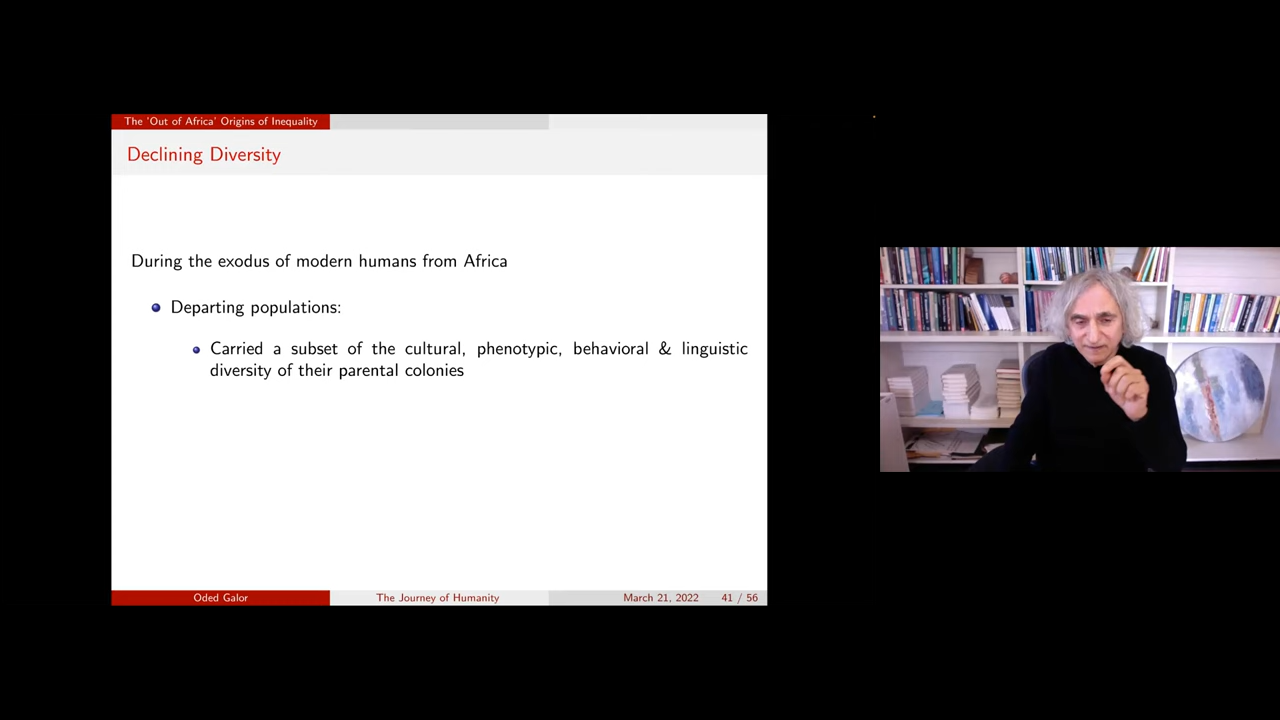 The 'Out of Africa' Origins of Inequality
Declining Diversity
During the exodus of modern humans from Africa
Departing populations:
Carried a subset of the cultural, phenotypic, behavioral & linguistic
diversity of their parental colonies
Oded Galor
The Journey of Humanity
March 21, 2022 41 / 56